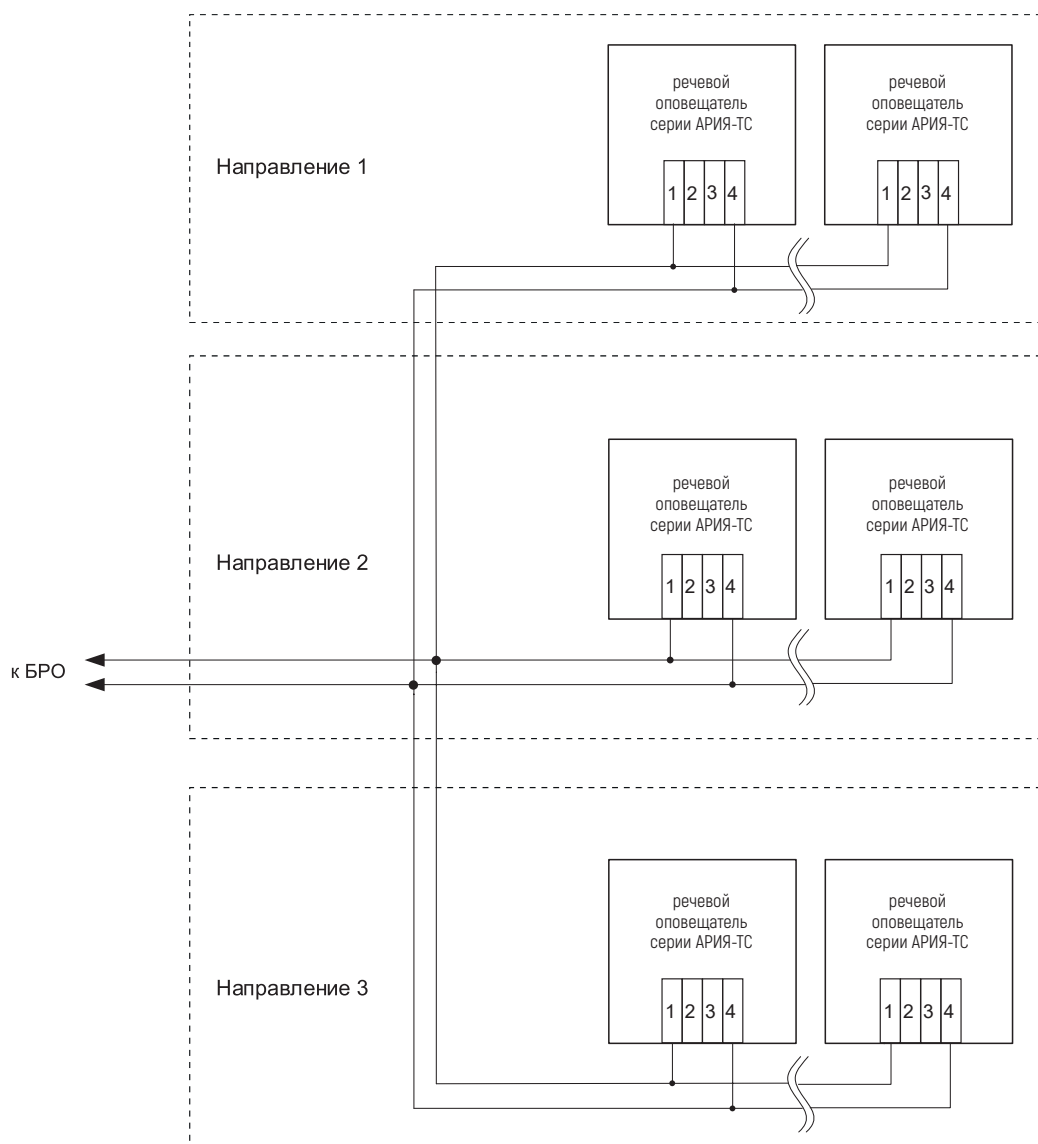 Направление 1
речевой
оповещатель
серии АРИЯ-ТС
1 2 3 4
речевой
оповещатель
серии АРИЯ-ТС
1 2 3 4
Направление 2
речевой
оповещатель
серии АРИЯ-ТС
1 2 3 4
речевой
оповещатель
серии АРИЯ-ТС
1 2 3 4
к БРО
Направление 3
речевой
оповещатель
серии АРИЯ-ТС
1 2 3 4
речевой
оповещатель
серии АРИЯ-ТС
1 2 3 4